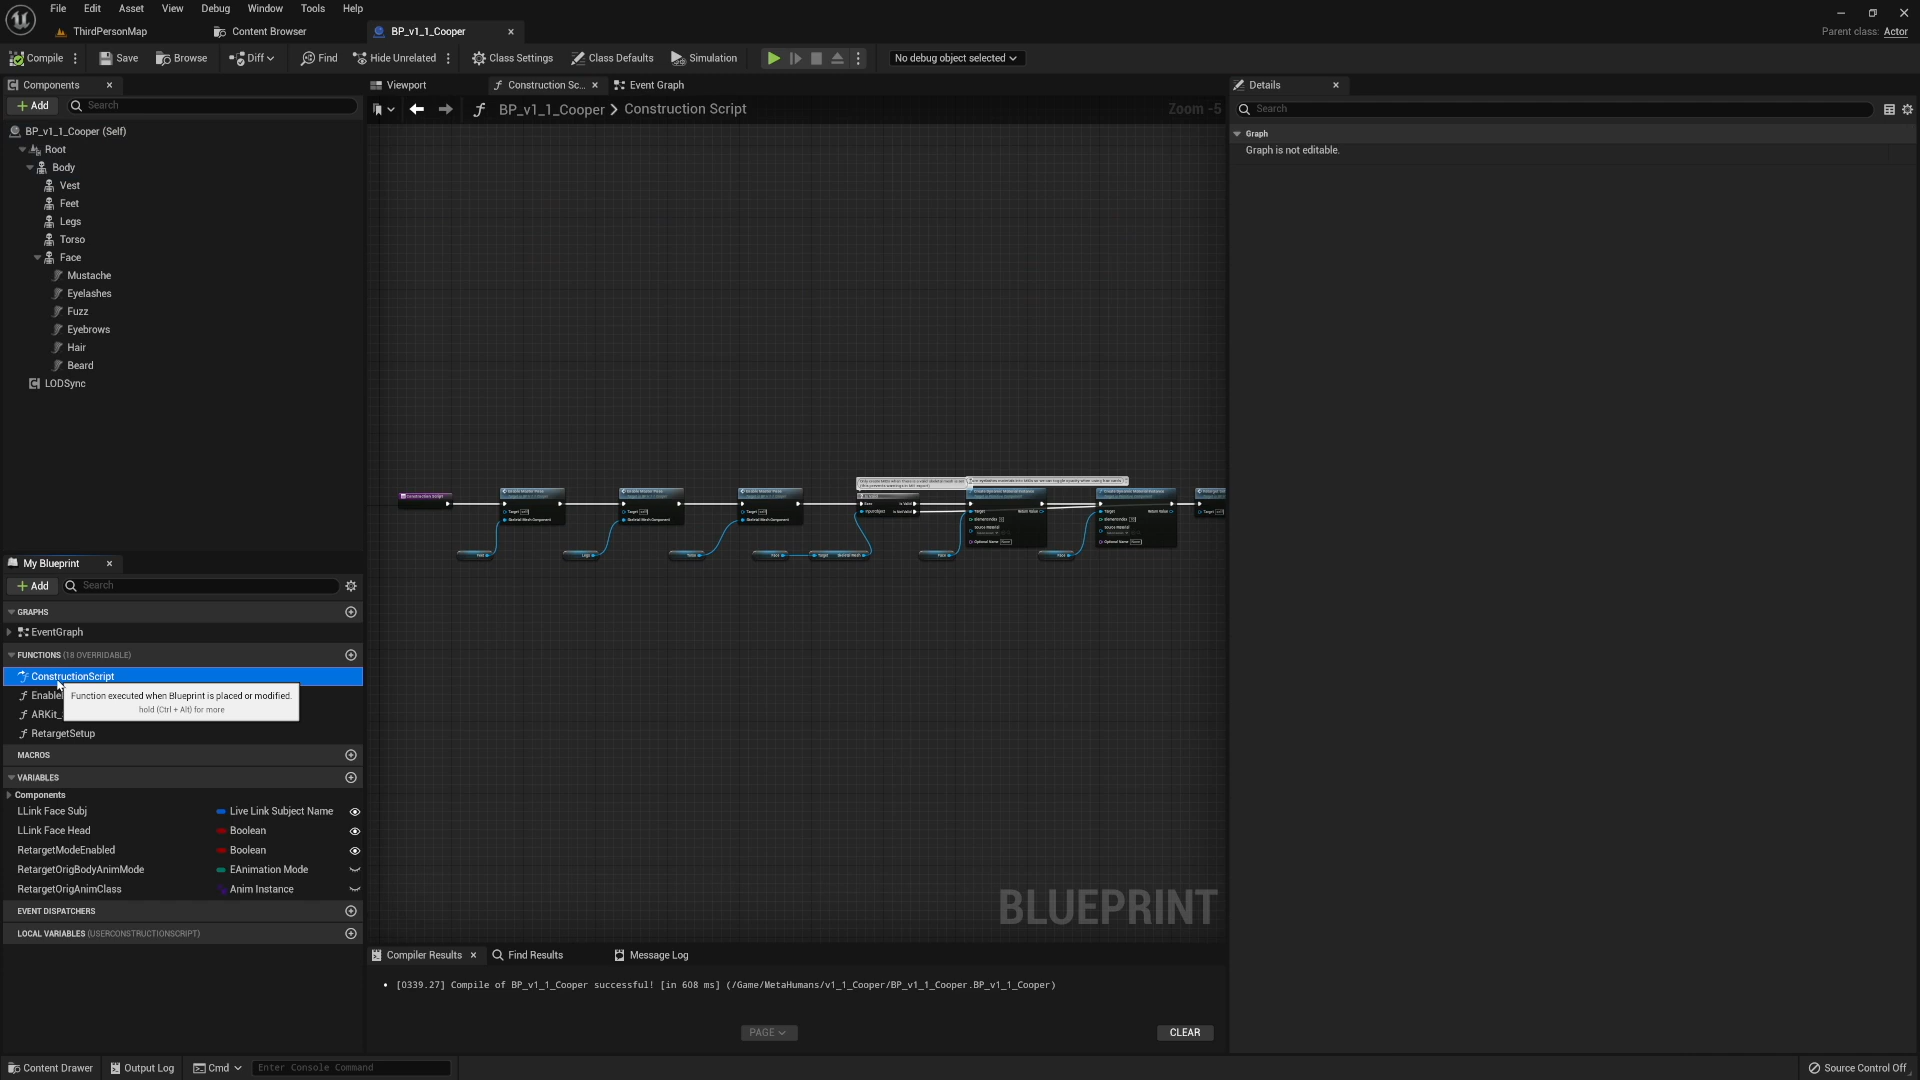 File Edit Asset View Debug Window Tools Help
ThirdPersonMap
Content Browser
BP_v1_1_Cooper
Parent class: Actor
Compile
Save
Browse
Diff
Find
Hide Unrelated
Class Settings
Class Defaults
Simulation
No debug object selected
Components
Add
Search
BP_v1_1_Cooper (Self)
Root
Body
Vest
Feet
Legs
Torso
Face
Mustache
Eyelashes
Fuzz
Eyebrows
Hair
Beard
LODSync
Viewport
Construction Sc...
Event Graph
BP_v1_1_Cooper > Construction Script
Zoom -5
BLUEPRINT
Details
Search
Graph
Graph is not editable.
My Blueprint
Add
Search
GRAPHS
EventGraph
FUNCTIONS (18 OVERRIDABLE)
ConstructionScript
Enable
ARKit_
Function executed when Blueprint is placed or modified.
hold (Ctrl + Alt) for more
RetargetSetup
MACROS
VARIABLES
Components
LLink Face Subj Live Link Subject Name
LLink Face Head Boolean
RetargetModeEnabled Boolean
RetargetOrigBodyAnimMode EAnimation Mode
RetargetOrigAnimClass Anim Instance
EVENT DISPATCHERS
LOCAL VARIABLES (USERCONSTRUCTIONSCRIPT)
Compiler Results
Find Results
Message Log
[0339.27] Compile of BP_v1_1_Cooper successful! [in 608 ms] (/Game/MetaHumans/v1_1_Cooper/BP_v1_1_Cooper.BP_v1_1_Cooper)
PAGE
CLEAR
Content Drawer
Output Log
Cmd
Enter Console Command
Source Control Off